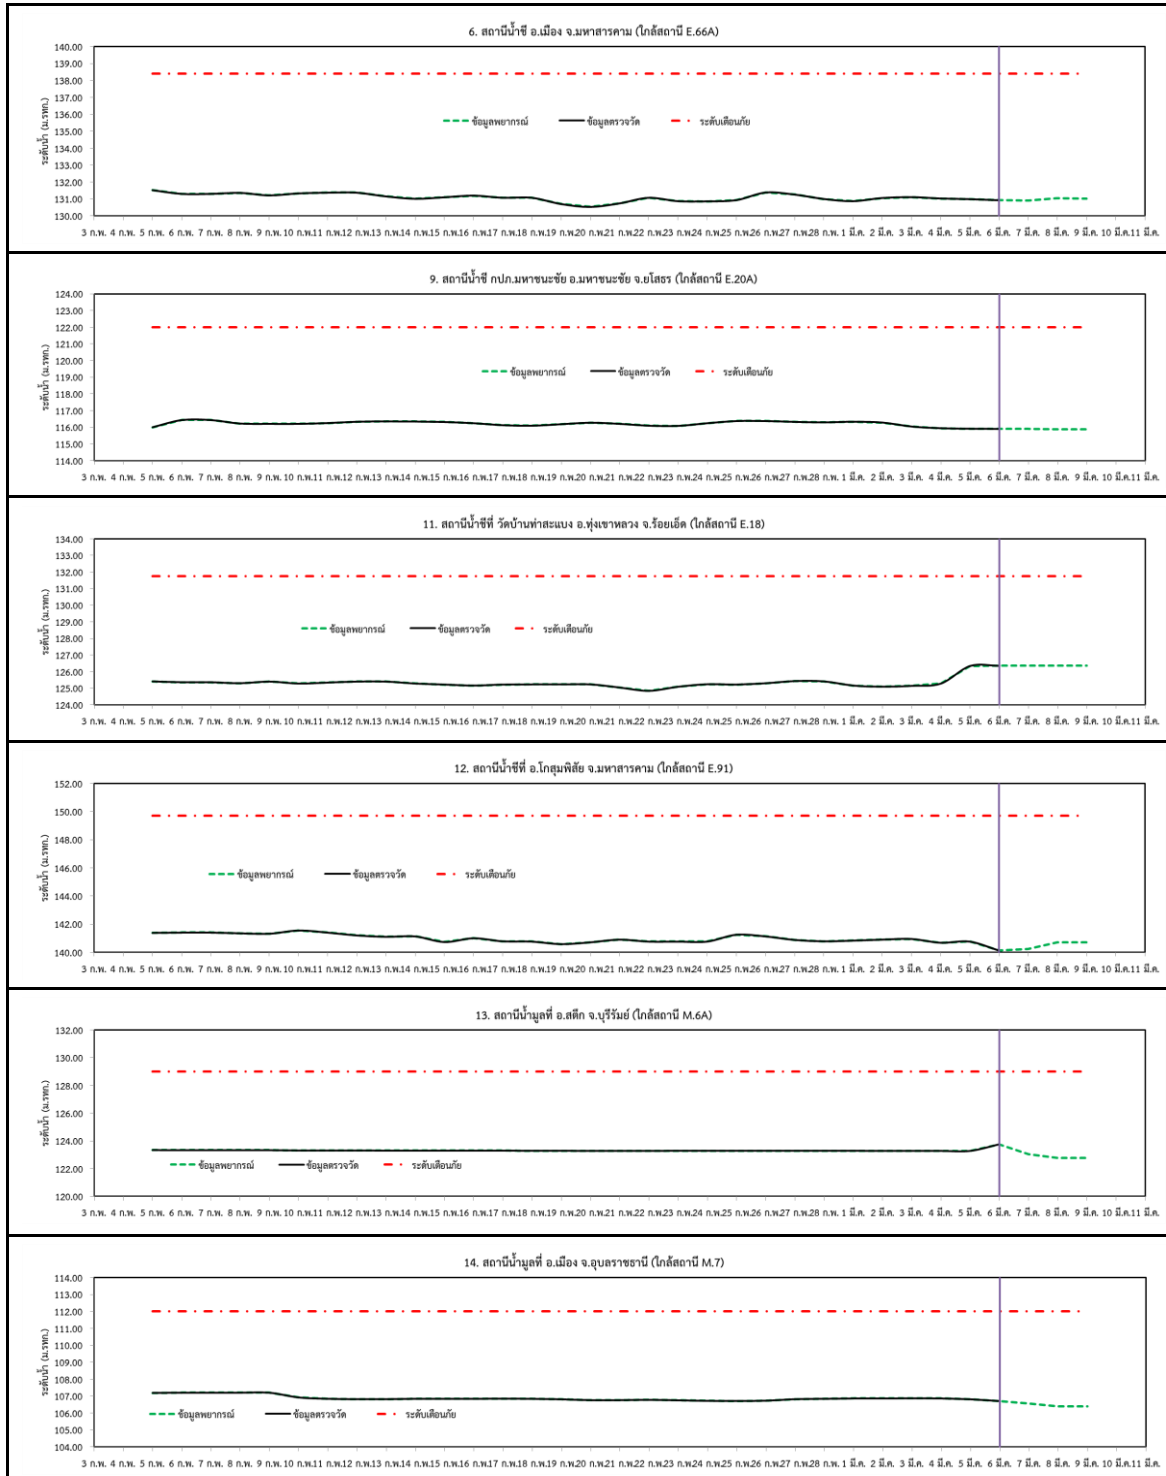 6. สถานีน้ำชี อ.เมือง จ.มหาสารคาม (ใกล้สถานี E.66A)
140.00
139.00
138.00
137.00
136.00
135.00
134.00
133.00
132.00
131.00
130.00
ระดับน้ำ (ม.รทก.)
ข้อมูลพยากรณ์ ข้อมูลตรวจวัด ระดับเตือนภัย
3 ก.พ. 4 ก.พ. 5 ก.พ. 6 ก.พ. 7 ก.พ. 8 ก.พ. 9 ก.พ. 10 ก.พ. 11 ก.พ. 12 ก.พ. 13 ก.พ. 14 ก.พ. 15 ก.พ. 16 ก.พ. 17 ก.พ. 18 ก.พ. 19 ก.พ. 20 ก.พ. 21 ก.พ. 22 ก.พ. 23 ก.พ. 24 ก.พ. 25 ก.พ. 26 ก.พ. 27 ก.พ. 28 ก.พ. 1 มี.ค. 2 มี.ค. 3 มี.ค. 4 มี.ค. 5 มี.ค. 6 มี.ค. 7 มี.ค. 8 มี.ค. 9 มี.ค. 10 มี.ค. 11 มี.ค.
9. สถานีน้ำชี กปภ.มหาชนะชัย อ.มหาชนะชัย จ.ยโสธร (ใกล้สถานี E.20A)
124.00
123.00
122.00
121.00
120.00
119.00
118.00
117.00
116.00
115.00
114.00
ระดับน้ำ (ม.รทก.)
ข้อมูลพยากรณ์ ข้อมูลตรวจวัด ระดับเตือนภัย
3 ก.พ. 4 ก.พ. 5 ก.พ. 6 ก.พ. 7 ก.พ. 8 ก.พ. 9 ก.พ. 10 ก.พ. 11 ก.พ. 12 ก.พ. 13 ก.พ. 14 ก.พ. 15 ก.พ. 16 ก.พ. 17 ก.พ. 18 ก.พ. 19 ก.พ. 20 ก.พ. 21 ก.พ. 22 ก.พ. 23 ก.พ. 24 ก.พ. 25 ก.พ. 26 ก.พ. 27 ก.พ. 28 ก.พ. 1 มี.ค. 2 มี.ค. 3 มี.ค. 4 มี.ค. 5 มี.ค. 6 มี.ค. 7 มี.ค. 8 มี.ค. 9 มี.ค. 10 มี.ค. 11 มี.ค.
11. สถานีน้ำชีที่ วัดบ้านท่าสะแบง อ.ทุ่งเขาหลวง จ.ร้อยเอ็ด (ใกล้สถานี E.18)
134.00
133.00
132.00
131.00
130.00
129.00
128.00
127.00
126.00
125.00
124.00
ระดับน้ำ (ม.รทก.)
ข้อมูลพยากรณ์ ข้อมูลตรวจวัด ระดับเตือนภัย
3 ก.พ. 4 ก.พ. 5 ก.พ. 6 ก.พ. 7 ก.พ. 8 ก.พ. 9 ก.พ. 10 ก.พ. 11 ก.พ. 12 ก.พ. 13 ก.พ. 14 ก.พ. 15 ก.พ. 16 ก.พ. 17 ก.พ. 18 ก.พ. 19 ก.พ. 20 ก.พ. 21 ก.พ. 22 ก.พ. 23 ก.พ. 24 ก.พ. 25 ก.พ. 26 ก.พ. 27 ก.พ. 28 ก.พ. 1 มี.ค. 2 มี.ค. 3 มี.ค. 4 มี.ค. 5 มี.ค. 6 มี.ค. 7 มี.ค. 8 มี.ค. 9 มี.ค. 10 มี.ค. 11 มี.ค.
12. สถานีน้ำชีที่ อ.โกสุมพิสัย จ.มหาสารคาม (ใกล้สถานี E.91)
152.00
150.00
148.00
146.00
144.00
142.00
140.00
ระดับน้ำ (ม.รทก.)
ข้อมูลพยากรณ์ ข้อมูลตรวจวัด ระดับเตือนภัย
3 ก.พ. 4 ก.พ. 5 ก.พ. 6 ก.พ. 7 ก.พ. 8 ก.พ. 9 ก.พ. 10 ก.พ. 11 ก.พ. 12 ก.พ. 13 ก.พ. 14 ก.พ. 15 ก.พ. 16 ก.พ. 17 ก.พ. 18 ก.พ. 19 ก.พ. 20 ก.พ. 21 ก.พ. 22 ก.พ. 23 ก.พ. 24 ก.พ. 25 ก.พ. 26 ก.พ. 27 ก.พ. 28 ก.พ. 1 มี.ค. 2 มี.ค. 3 มี.ค. 4 มี.ค. 5 มี.ค. 6 มี.ค. 7 มี.ค. 8 มี.ค. 9 มี.ค. 10 มี.ค. 11 มี.ค.
13. สถานีน้ำมูลที่ อ.สตึก จ.บุรีรัมย์ (ใกล้สถานี M.6A)
132.00
130.00
128.00
126.00
124.00
122.00
120.00
ระดับน้ำ (ม.รทก.)
ข้อมูลพยากรณ์ ข้อมูลตรวจวัด ระดับเตือนภัย
3 ก.พ. 4 ก.พ. 5 ก.พ. 6 ก.พ. 7 ก.พ. 8 ก.พ. 9 ก.พ. 10 ก.พ. 11 ก.พ. 12 ก.พ. 13 ก.พ. 14 ก.พ. 15 ก.พ. 16 ก.พ. 17 ก.พ. 18 ก.พ. 19 ก.พ. 20 ก.พ. 21 ก.พ. 22 ก.พ. 23 ก.พ. 24 ก.พ. 25 ก.พ. 26 ก.พ. 27 ก.พ. 28 ก.พ. 1 มี.ค. 2 มี.ค. 3 มี.ค. 4 มี.ค. 5 มี.ค. 6 มี.ค. 7 มี.ค. 8 มี.ค. 9 มี.ค. 10 มี.ค. 11 มี.ค.
14. สถานีน้ำมูลที่ อ.เมือง จ.อุบลราชธานี (ใกล้สถานี M.7)
114.00
113.00
112.00
111.00
110.00
109.00
108.00
107.00
106.00
105.00
104.00
ระดับน้ำ (ม.รทก.)
ข้อมูลพยากรณ์ ข้อมูลตรวจวัด ระดับเตือนภัย
3 ก.พ. 4 ก.พ. 5 ก.พ. 6 ก.พ. 7 ก.พ. 8 ก.พ. 9 ก.พ. 10 ก.พ. 11 ก.พ. 12 ก.พ. 13 ก.พ. 14 ก.พ. 15 ก.พ. 16 ก.พ. 17 ก.พ. 18 ก.พ. 19 ก.พ. 20 ก.พ. 21 ก.พ. 22 ก.พ. 23 ก.พ. 24 ก.พ. 25 ก.พ. 26 ก.พ. 27 ก.พ. 28 ก.พ. 1 มี.ค. 2 มี.ค. 3 มี.ค. 4 มี.ค. 5 มี.ค. 6 มี.ค. 7 มี.ค. 8 มี.ค. 9 มี.ค. 10 มี.ค. 11 มี.ค.